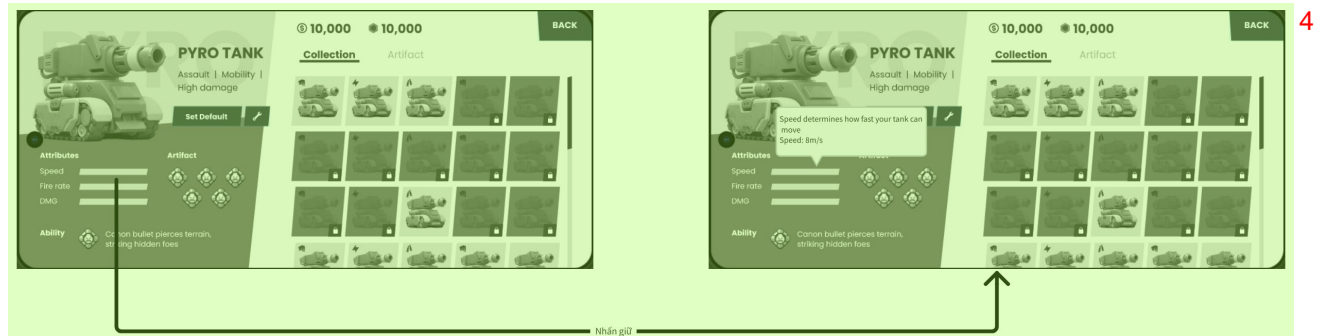 PYRO
10,000 10,000
BACK
PYRO TANK
Assault | Mobility |
High damage
Collection Artifact
Set Default
Attributes
Artifact
Speed
Fire rate
DMG
Ability
Canon bullet pierces terrain,
striking hidden foes
PYRO
10,000 10,000
BACK
4
PYRO TANK
Assault | Mobility |
High damage
Collection Artifact
Speed determines how fast your tank can
move
Speed: 8m/s
Attributes
Artifact
Speed
Fire rate
DMG
Ability
Canon bullet pierces terrain,
striking hidden foes
Nhấn giữ